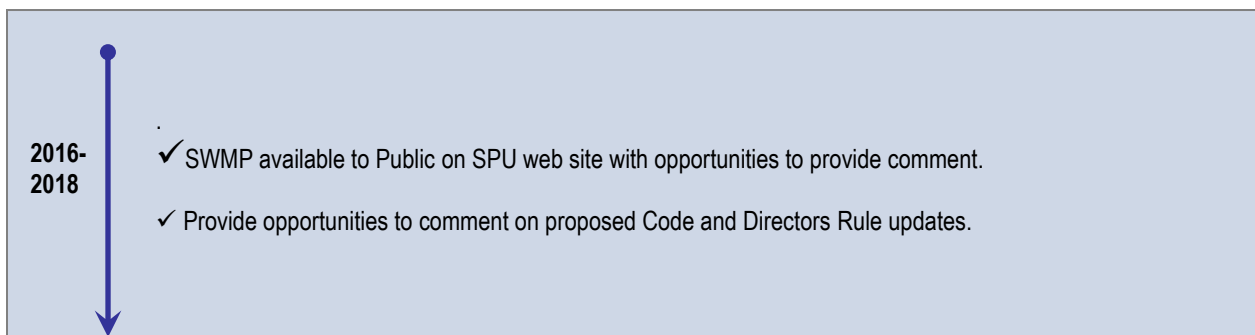 .
2016-
2018
✓SWMP available to Public on SPU web site with opportunities to provide comment.
✓ Provide opportunities to comment on proposed Code and Directors Rule updates.